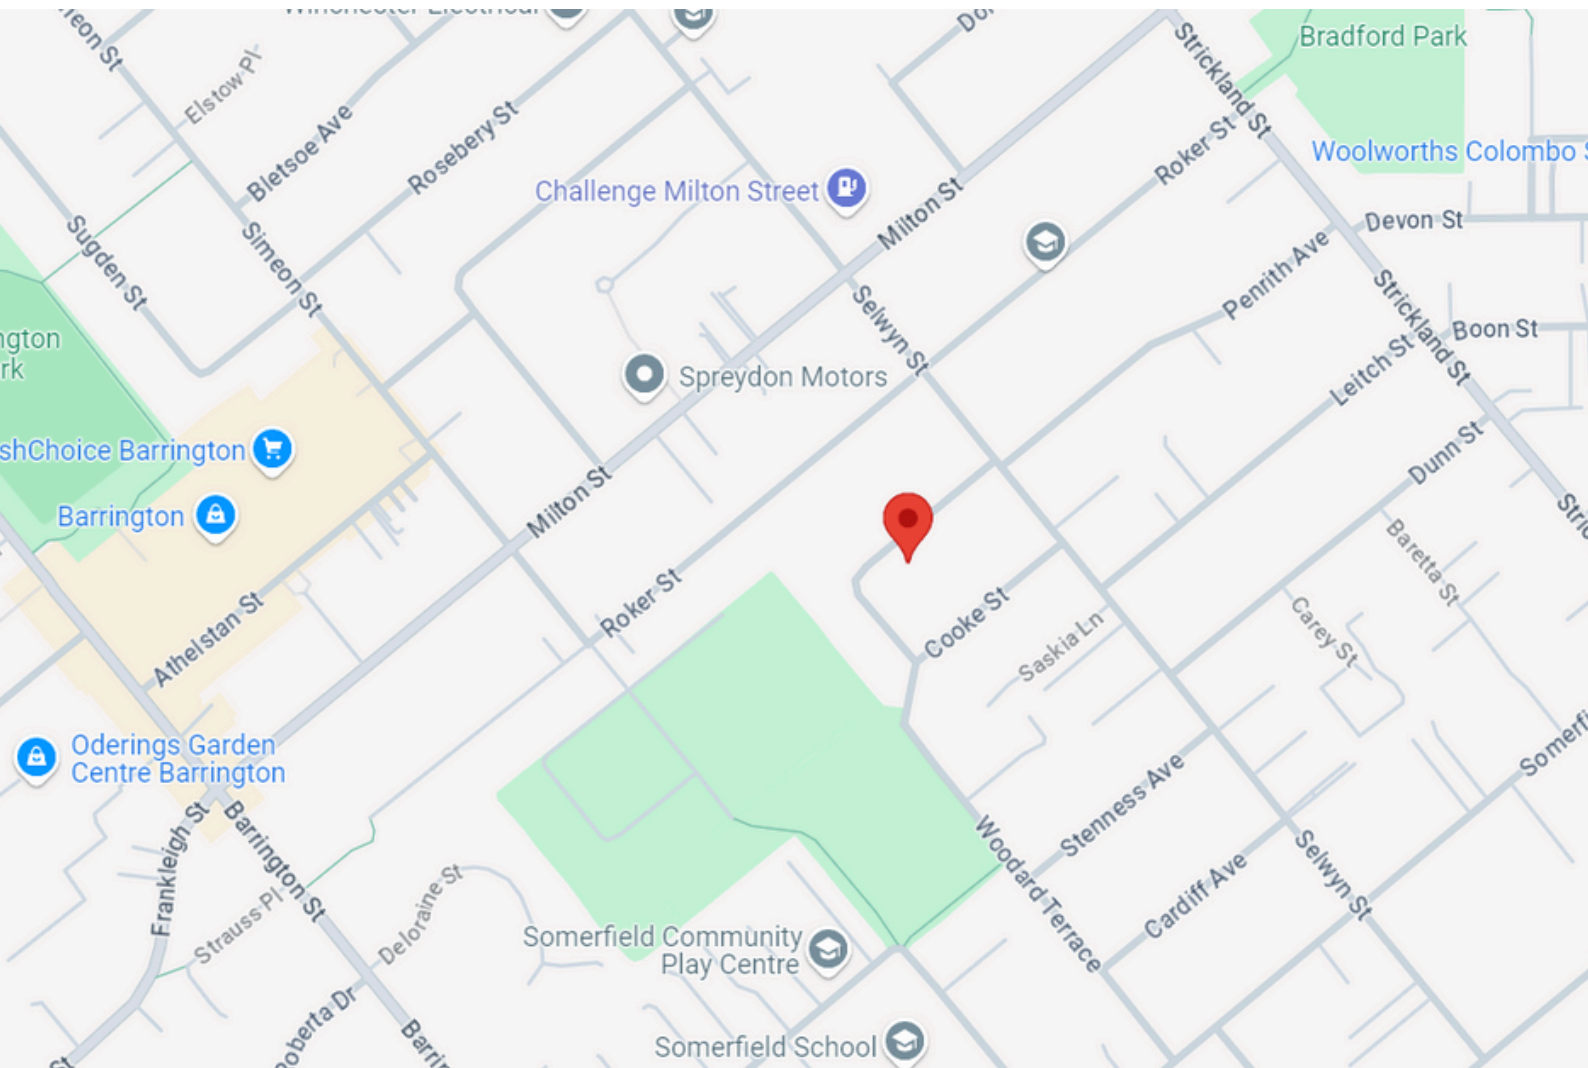 Winchester Electrical
Bradford Park
Strickland St
Elstow Pl
Bletsoe Ave
Rosebery St
Roker St
Woolworths Colombo
Challenge Milton Street
Milton St
Devon St
Sugden St
Simeon St
Penrith Ave
Selwyn St
Strickland St
Boon St
Leitch St
Spreydon Motors
Barrington
Barrington
Milton St
Dunn St
Baretta St
Athelstan St
Roker St
Cooke St
Saskia Ln
Carey St
Oderings Garden
Centre Barrington
Frankleigh St
Barrington St
Strauss Pl
Deloraine St
Woodard Terrace
Stenness Ave
Cardiff Ave
Selwyn St
Somerfield Community
Play Centre
Somerfield School